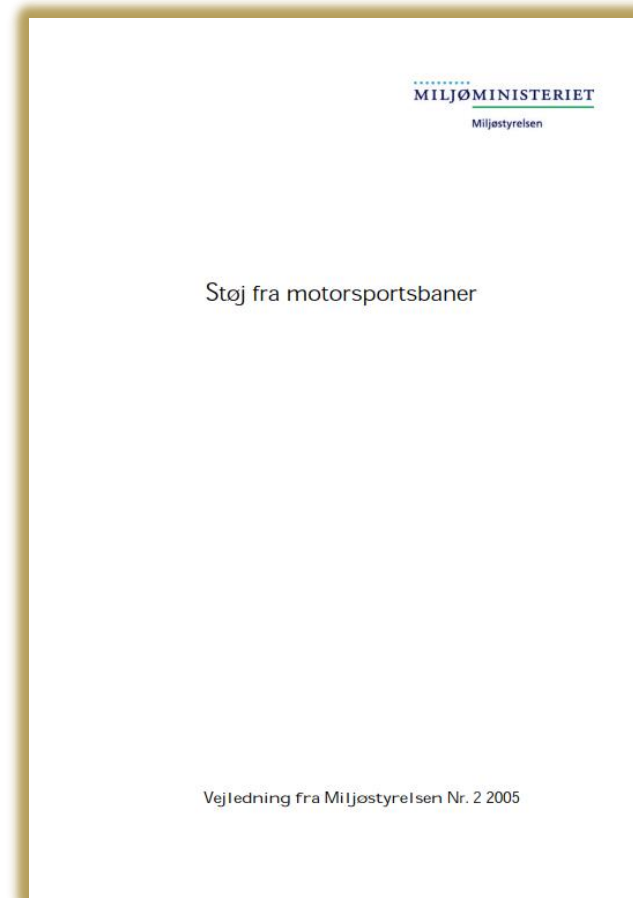 MILJØMINISTERIET
Miljøstyrelsen
Støj fra motorsportsbaner
Vejledning fra Miljøstyrelsen Nr. 2 2005